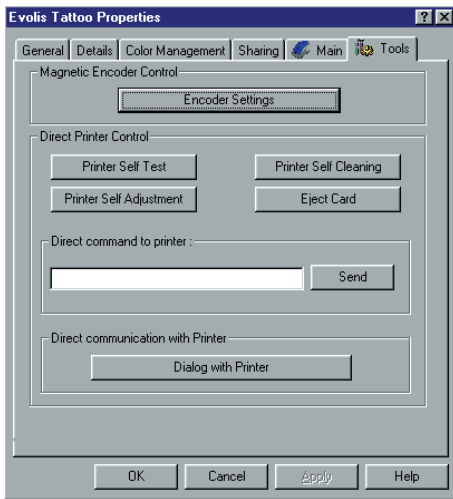 Evolis Tattoo Properties
General Details Color Management Sharing Main Tools
Magnetic Encoder Control
Encoder Settings
Direct Printer Control
Printer Self Test Printer Self Cleaning
Printer Self Adjustment Eject Card
Direct command to printer :
Send
Direct communication with Printer
Dialog with Printer
OK Cancel Apply Help